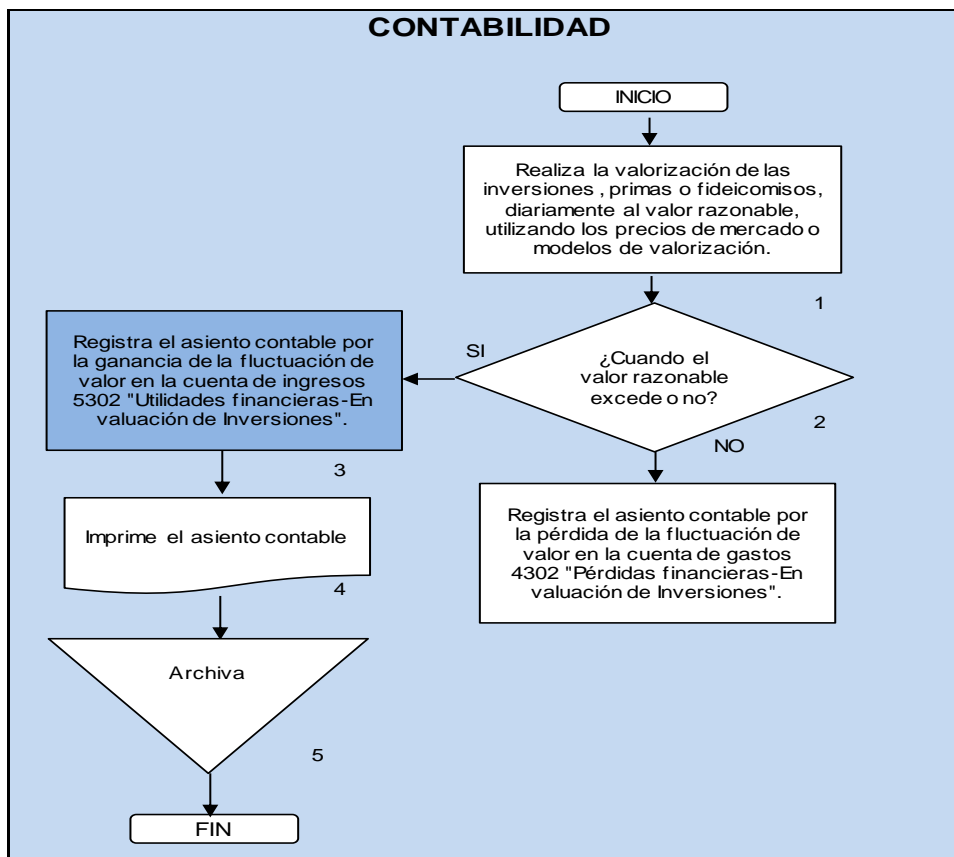 CONTABILIDAD
INICIO
Realiza la valorización de las
inversiones , primas o fideicomisos,
diariamente al valor razonable,
utilizando los precios de mercado o
modelos de valorización.
1
¿Cuando el
valor razonable
excede o no?
2
SI
NO
Registra el asiento contable por
la ganancia de la fluctuación de
valor en la cuenta de ingresos
5302 "Utilidades financieras-En
valuación de Inversiones".
3
Registra el asiento contable por
la pérdida de la fluctuación de
valor en la cuenta de gastos
4302 "Pérdidas financieras-En
valuación de Inversiones".
Imprime el asiento contable
4
Archiva
5
FIN